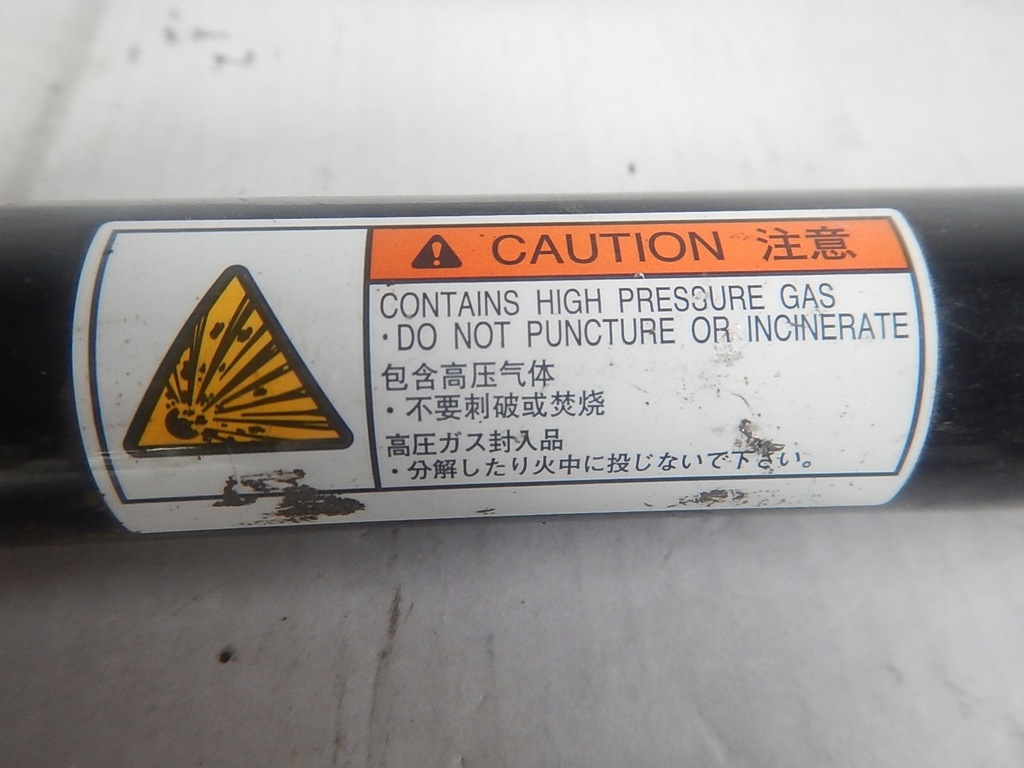 CAUTION 注意
CONTAINS HIGH PRESSURE GAS
・DO NOT PUNCTURE OR INCINERATE
包含高压气体
・不要刺破或焚烧
高圧ガス封入品
・分解したり火中に投じないで下さい。